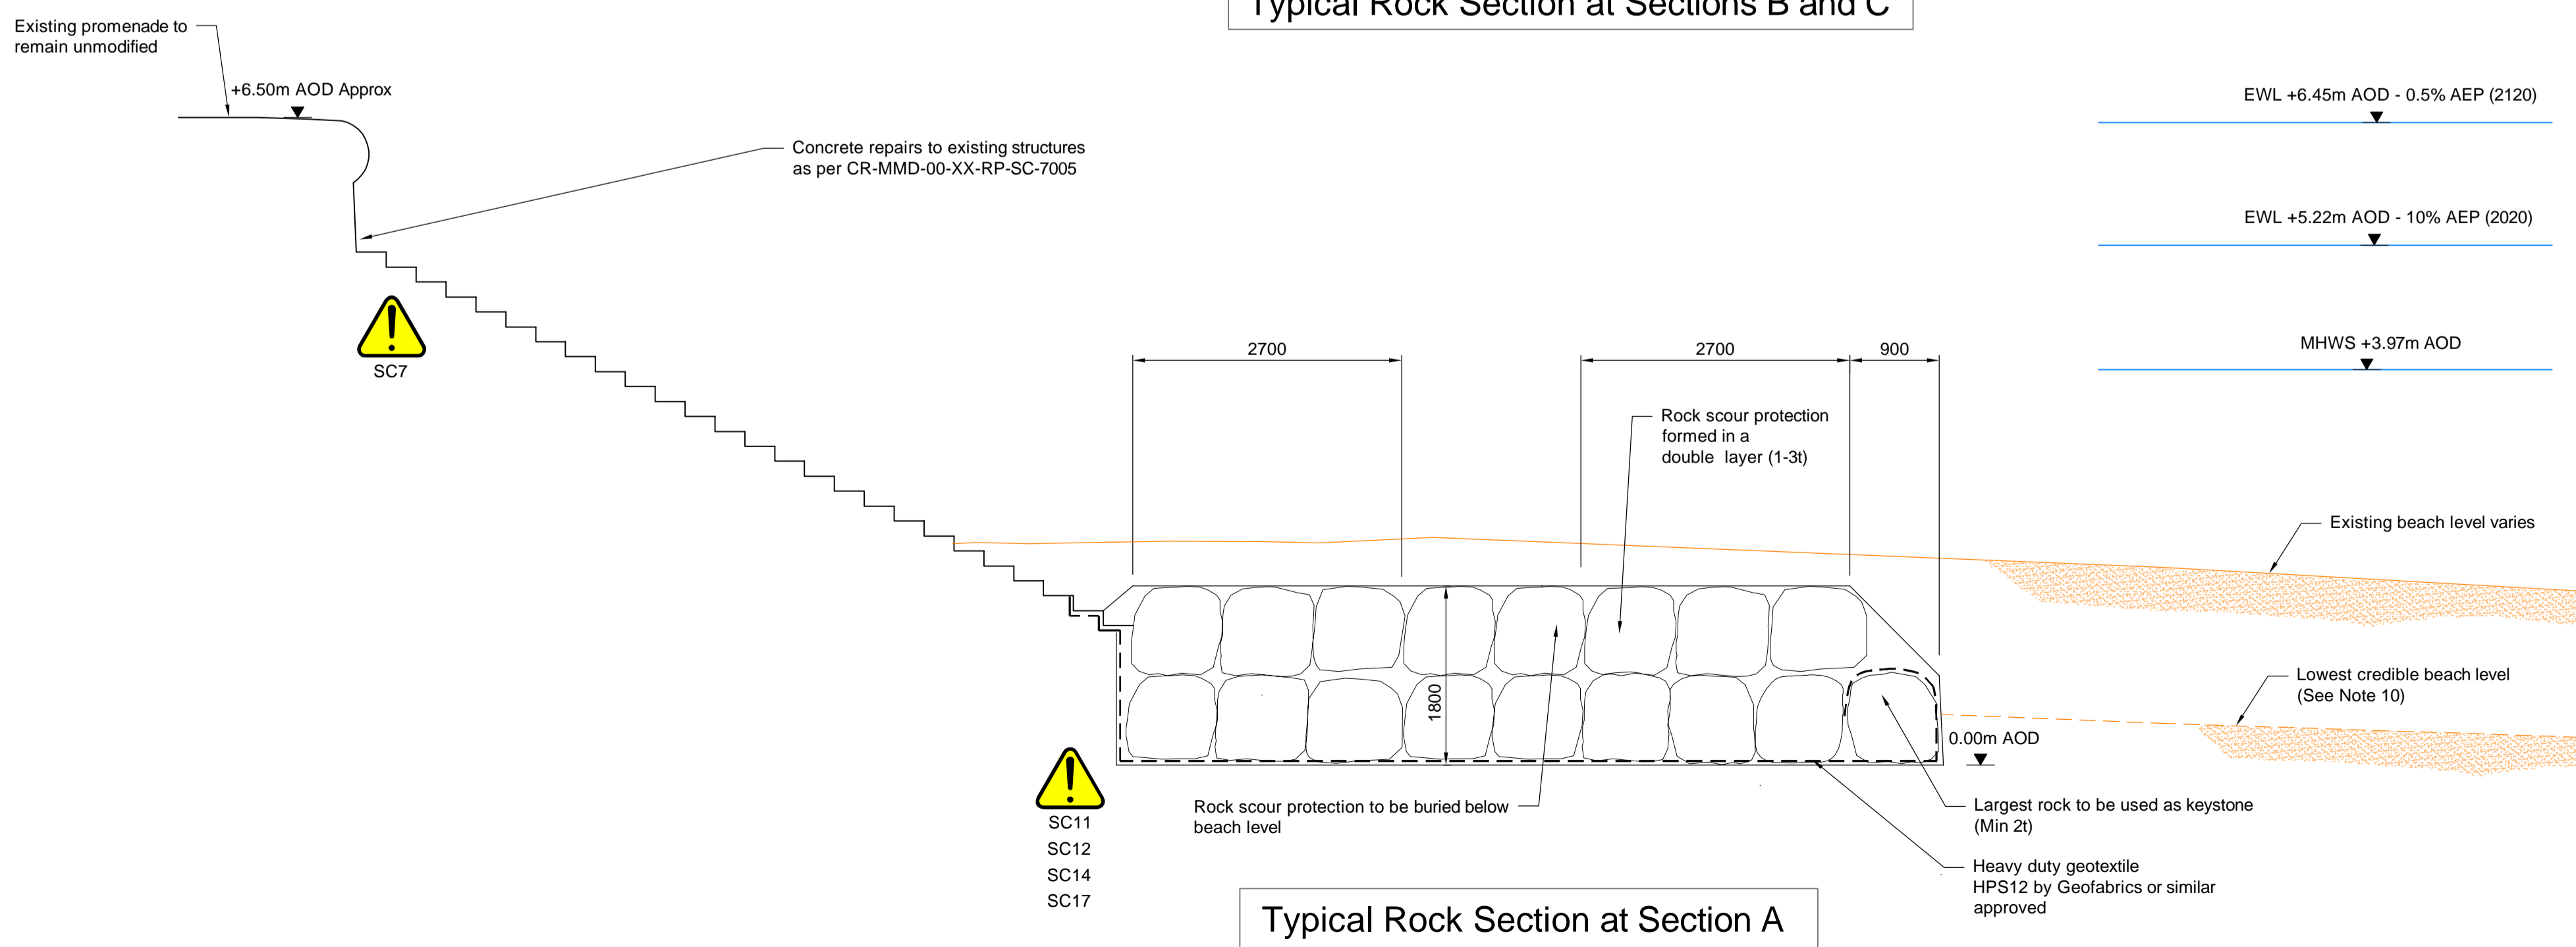 Typical Rock Section at Sections B and C
Existing promenade to
remain unmodified
+6.50m AOD Approx
EWL +6.45m AOD - 0.5% AEP (2120)
Concrete repairs to existing structures
as per CR-MMD-00-XX-RP-SC-7005
EWL +5.22m AOD - 10% AEP (2020)
MHWS +3.97m AOD
SC7
2700
2700
900
Rock scour protection
formed in a
double layer (1-3t)
Existing beach level varies
Lowest credible beach level
(See Note 10)
1800
0.00m AOD
SC11
SC12
SC14
SC17
Rock scour protection to be buried below
beach level
Largest rock to be used as keystone
(Min 2t)
Heavy duty geotextile
HPS12 by Geofabrics or similar
approved
Typical Rock Section at Section A